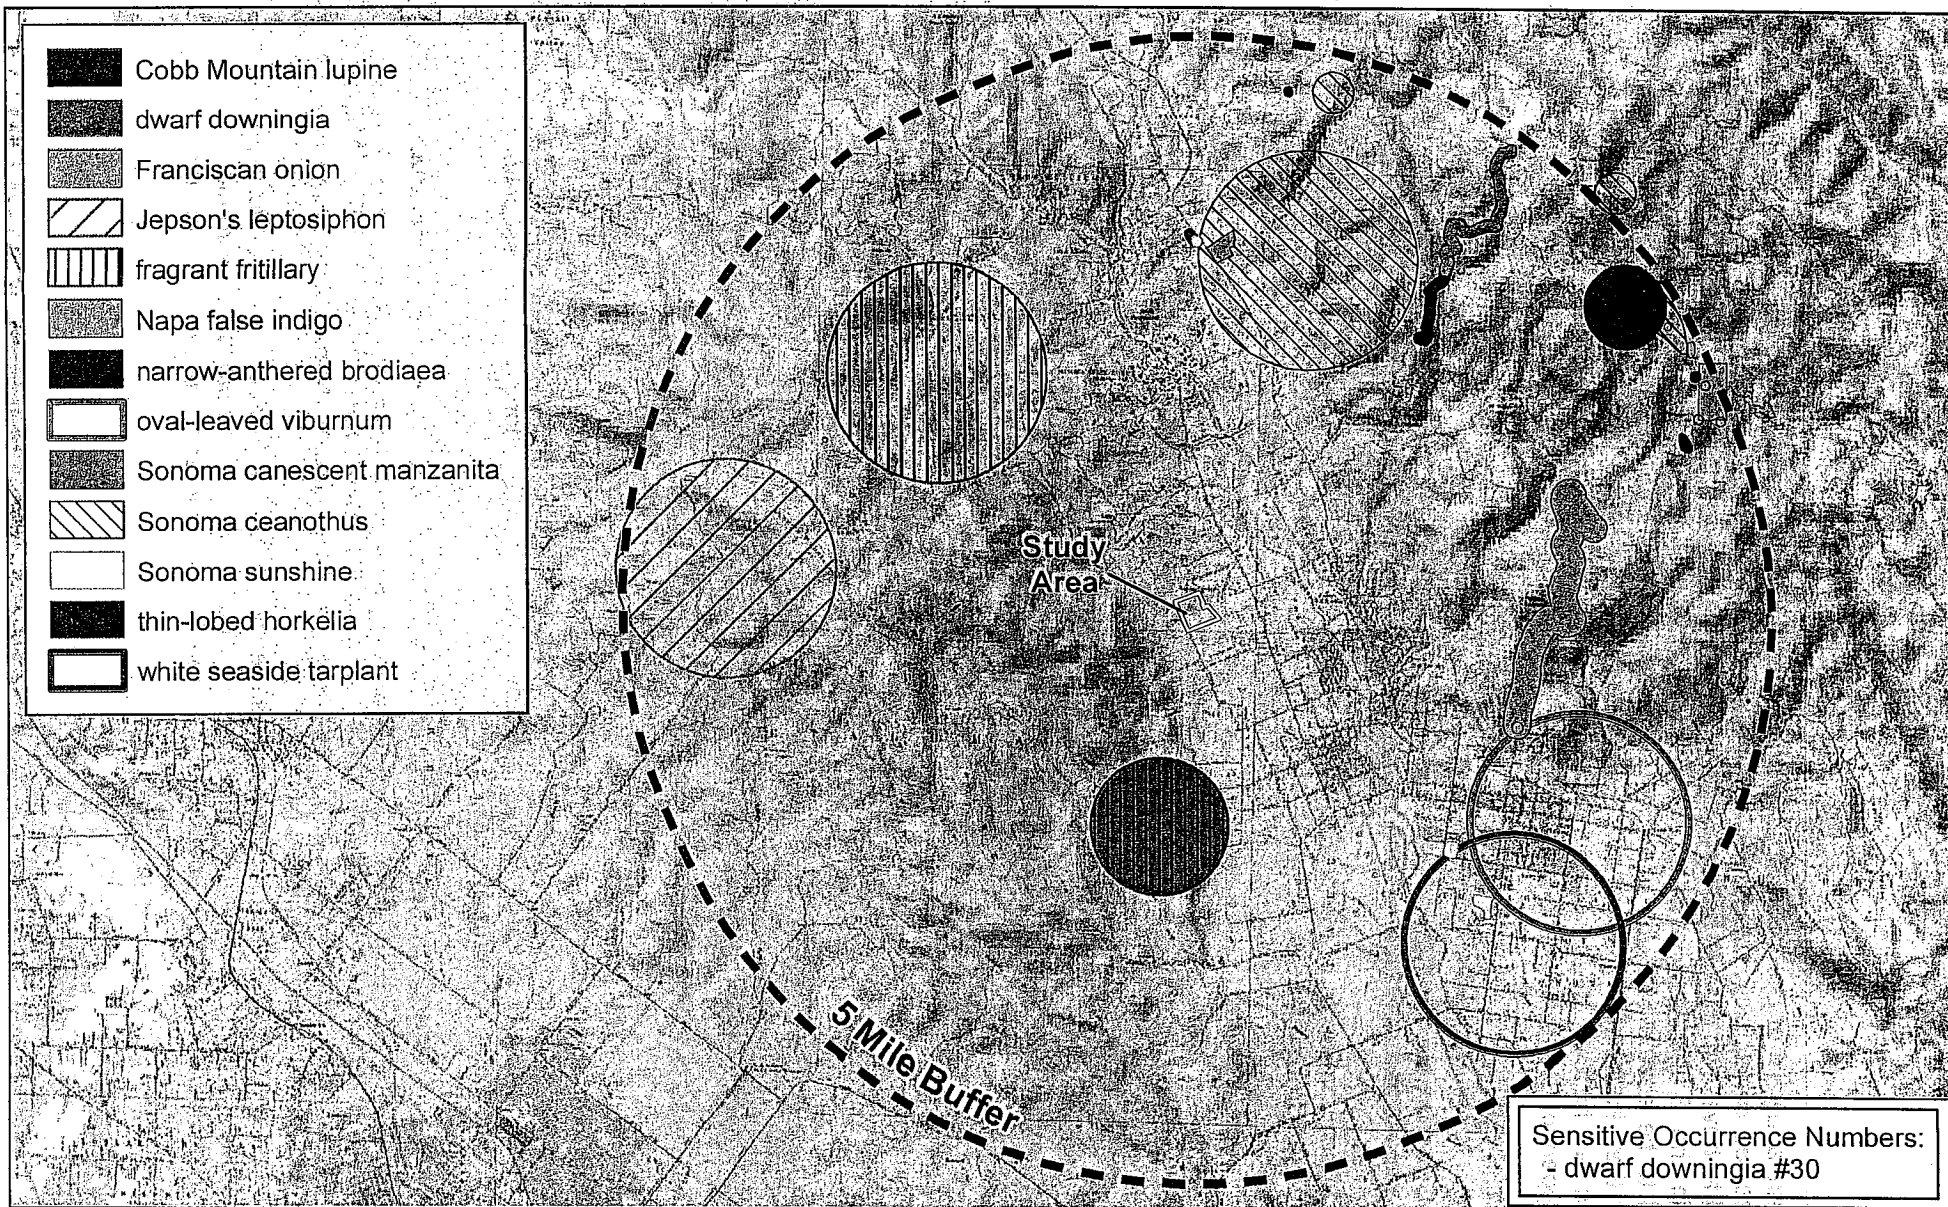 Cobb Mountain lupine
dwarf downingia
Franciscan onion
Jepson's leptosiphon
fragrant fritillary
Napa false indigo
narrow-anthered brodiaea
oval-leaved viburnum
Sonoma canescent manzanita
Sonoma ceanothus
Sonoma sunshine
thin-lobed horkelia
white seaside tarplant
Study
Area
5 Mile Buffer
Sensitive Occurrence Numbers:
- dwarf downingia #30